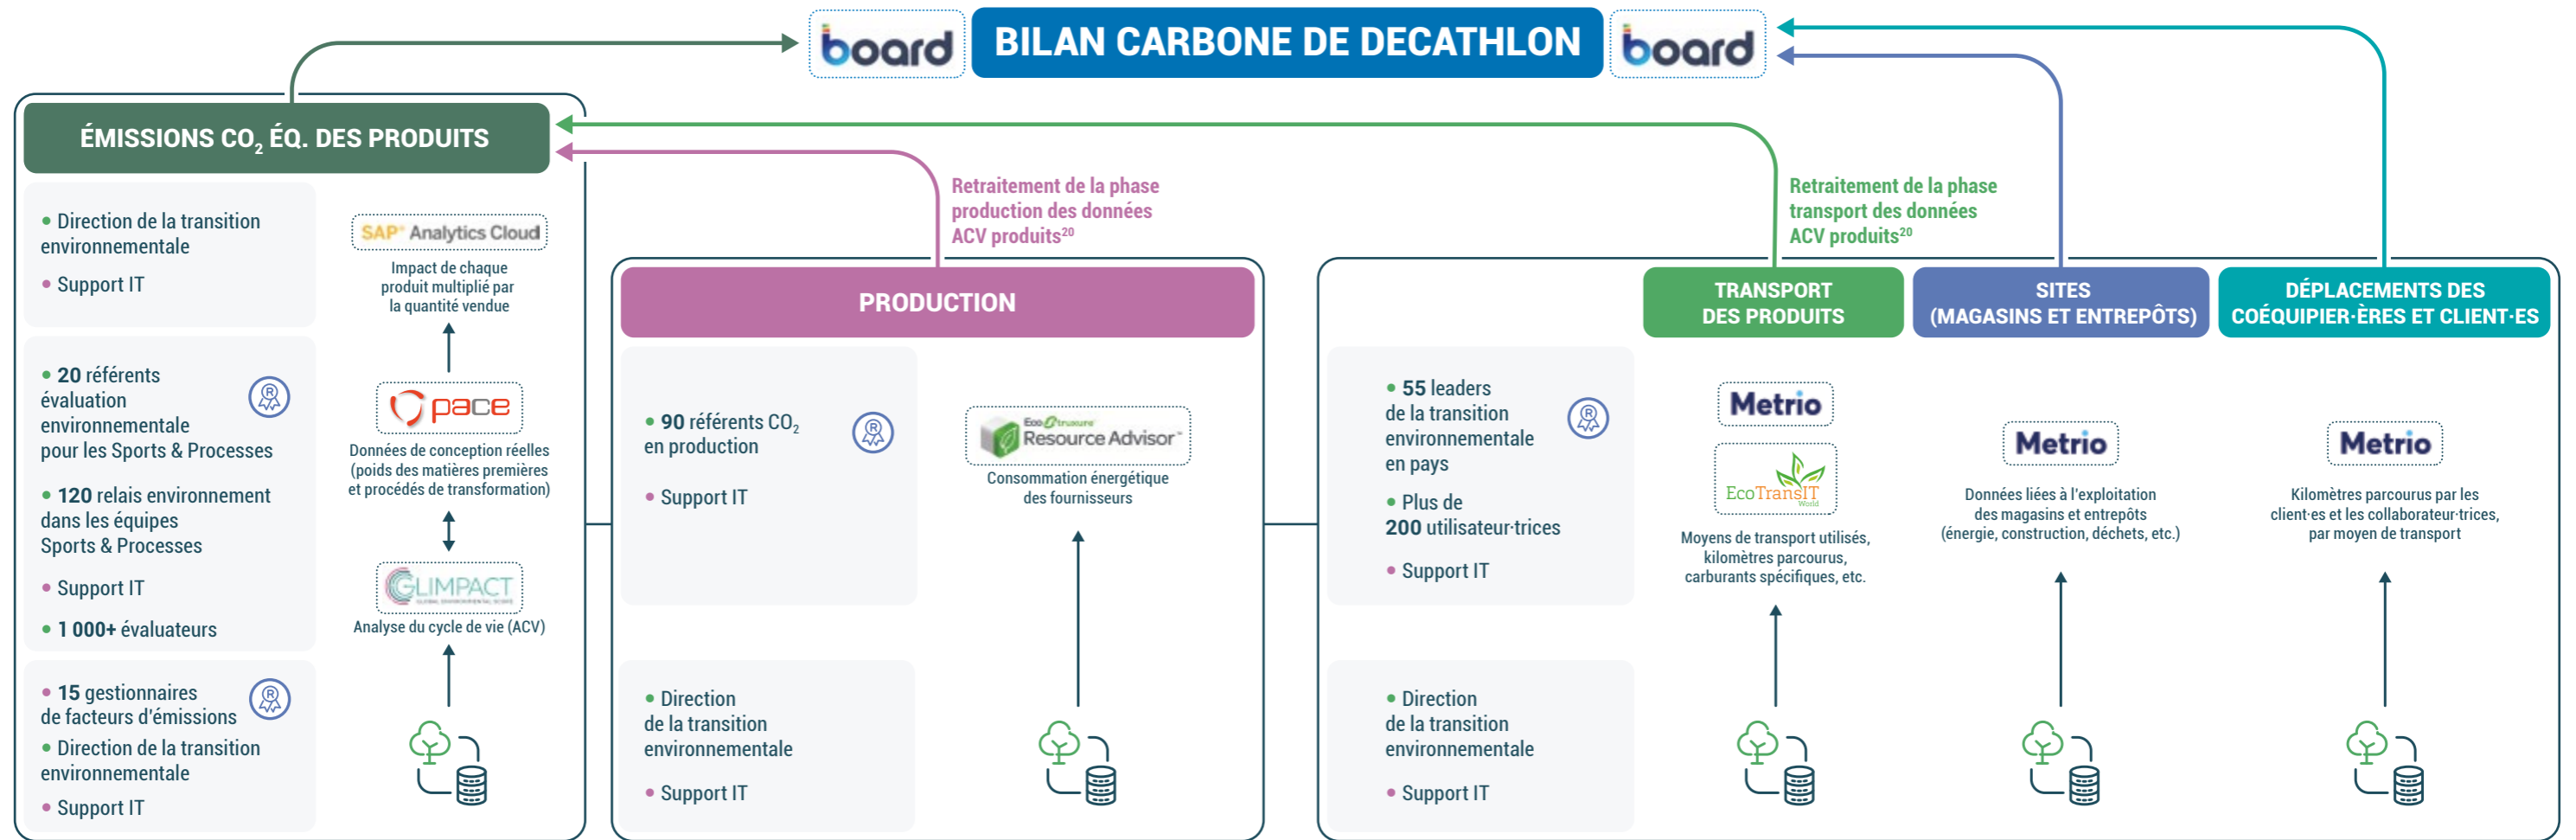 board
BILAN CARBONE DE DECATHLON
board
ÉMISSIONS CO₂ ÉQ. DES PRODUITS
• Direction de la transition
environnementale
• Support IT
SAP Analytics Cloud
Impact de chaque
produit multiplié par
la quantité vendue
• 20 référents
évaluation
environnementale
pour les Sports & Processes
• 120 relais environnement
dans les équipes
Sports & Processes
• Support IT
• 1 000+ évaluateurs
R
pace
Données de conception réelles
(poids des matières premières
et procédés de transformation)
GLIMPACT
GLOBAL ENVIRONMENTAL SCORE
Analyse du cycle de vie (ACV)
• 15 gestionnaires
de facteurs d'émissions
• Direction de la transition
environnementale
• Support IT
R
Retraitement de la phase
production des données
ACV produits²⁰
PRODUCTION
• 90 référents CO₂
en production
• Support IT
R
EcoStruxure
Resource Advisor™
Consommation énergétique
des fournisseurs
• Direction
de la transition
environnementale
• Support IT
Retraitement de la phase
transport des données
ACV produits²⁰
• 55 leaders
de la transition
environnementale
en pays
• Plus de
200 utilisateur·trices
• Support IT
R
• Direction
de la transition
environnementale
• Support IT
TRANSPORT
DES PRODUITS
Metrio
EcoTransIT
World
Moyens de transport utilisés,
kilomètres parcourus,
carburants spécifiques, etc.
SITES
(MAGASINS ET ENTREPÔTS)
Metrio
Données liées à l'exploitation
des magasins et entrepôts
(énergie, construction, déchets, etc.)
DÉPLACEMENTS DES
COÉQUIPIER·ÈRES ET CLIENT·ES
Metrio
Kilomètres parcourus par les
client·es et les collaborateur·trices,
par moyen de transport